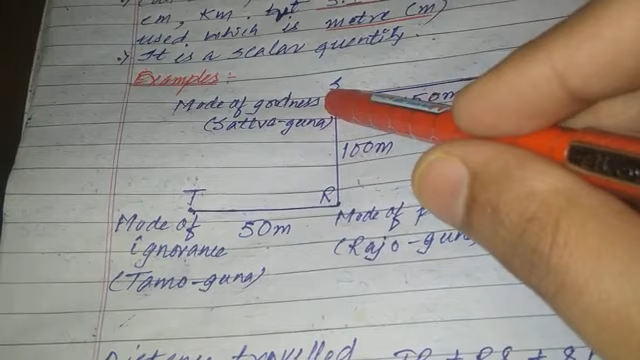 cm, Km. but
used which is metre (m)
∴ It is a scalar quantity.
Examples:-
S
Mode of goodness
50m
(Sattva-guna)
100m
T
R
Mode of
50m
Mode of
ignorance
(Rajo-guna
(Tamo-guna)
Distance travelled